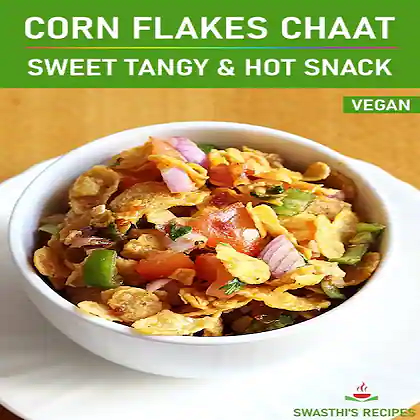 CORN FLAKES CHAAT
SWEET TANGY & HOT SNACK
VEGAN
SWASTHI'S RECIPES